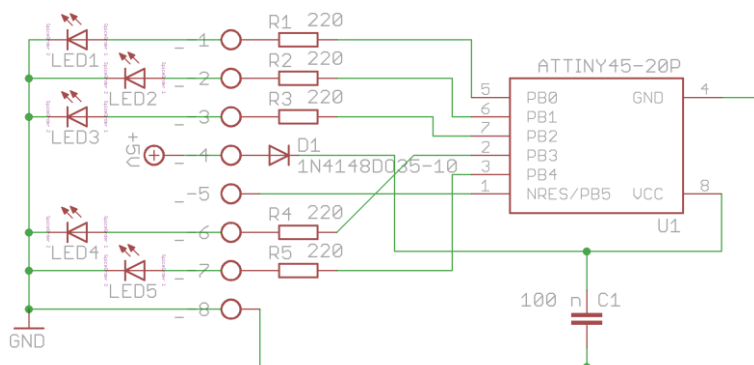 R1 220
_ 1
LED1
R2 220
_ 2
LED2
R3 220
_ 3
LED3
+5V
_ 4
D1
1N4148DO35-10
_ -5
R4 220
_ 6
LED4
R5 220
_ 7
LED5
_ -8
GND
ATTINY45-20P
5 PB0 GND 4
6 PB1
7 PB2
2 PB3
3 PB4
1 NRES/PB5 VCC 8
U1
100 n C1